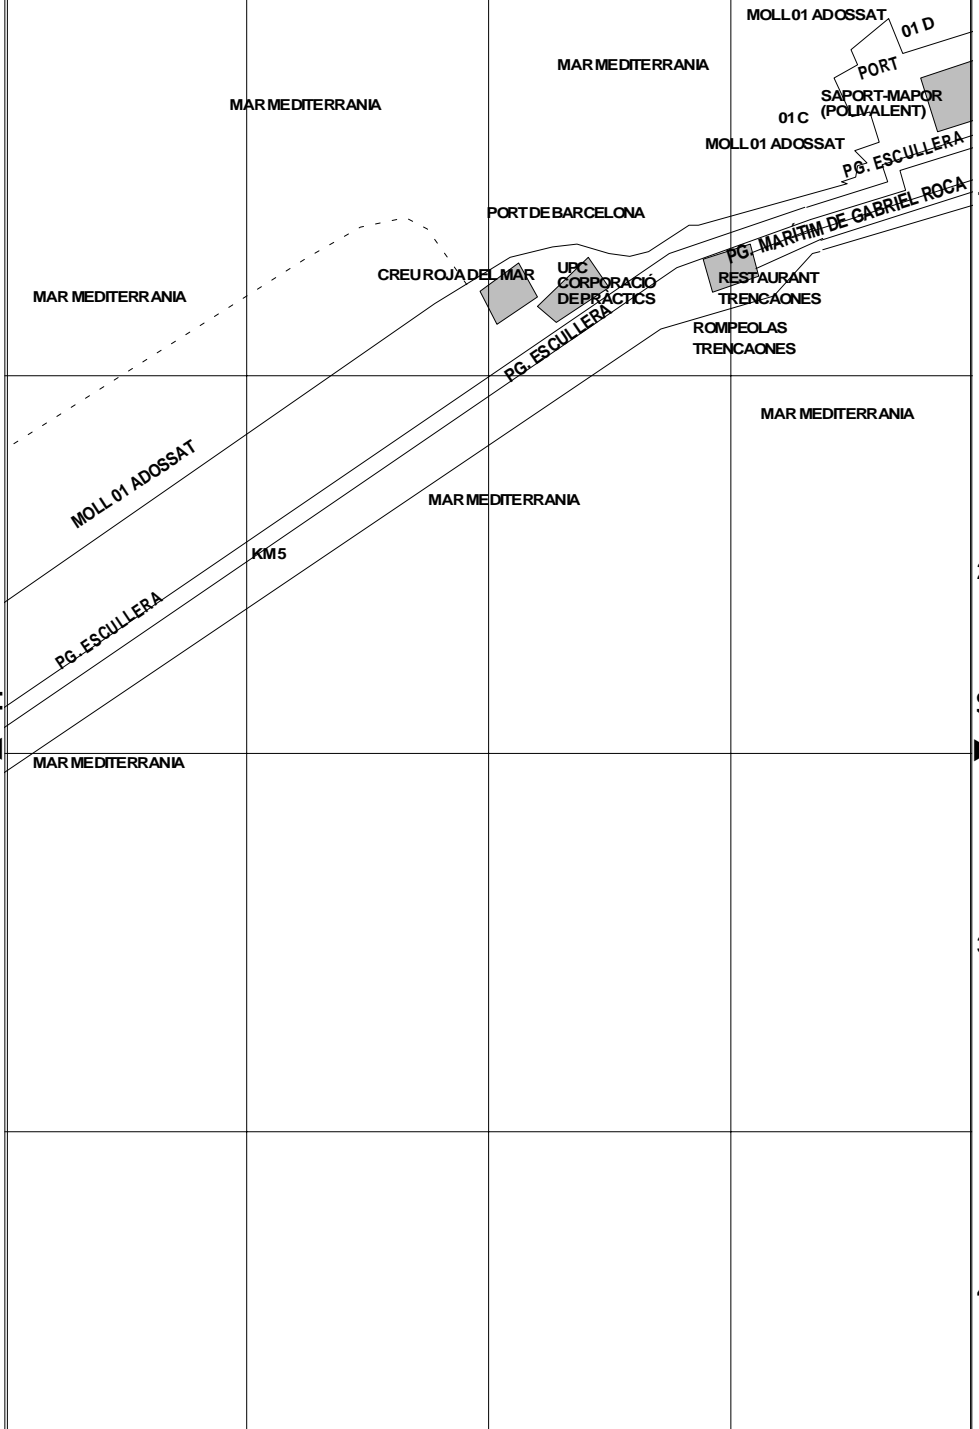 MOLL 01 ADOSSAT
01 D
MAR MEDITERRANIA
PORT
MAR MEDITERRANIA
SAPORT-MAPOR
(POLIVALENT)
01 C
MOLL 01 ADOSSAT
PG. ESCULLERA
PG. MARÍTIM DE GABRIEL ROCA
PORT DE BARCELONA
CREU ROJA DEL MAR
UPC
CORPORACIÓ
DE PRACTICS
RESTAURANT
TRENCAONES
MAR MEDITERRANIA
PG. ESCULLERA
ROMPEOLAS
TRENCAONES
MAR MEDITERRANIA
MOLL 01 ADOSSAT
MAR MEDITERRANIA
KM 5
PG. ESCULLERA
MAR MEDITERRANIA